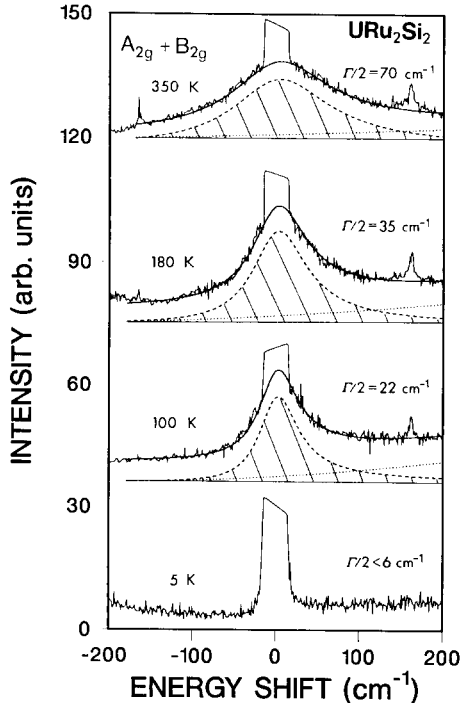 150
A2g + B2g
URu2Si2
350 K
Γ/2=70 cm-1
120
180 K
Γ/2=35 cm-1
90
100 K
Γ/2=22 cm-1
60
30
5 K
Γ/2<6 cm-1
0
INTENSITY (arb. units)
-200 -100 0 100 200
ENERGY SHIFT (cm-1)